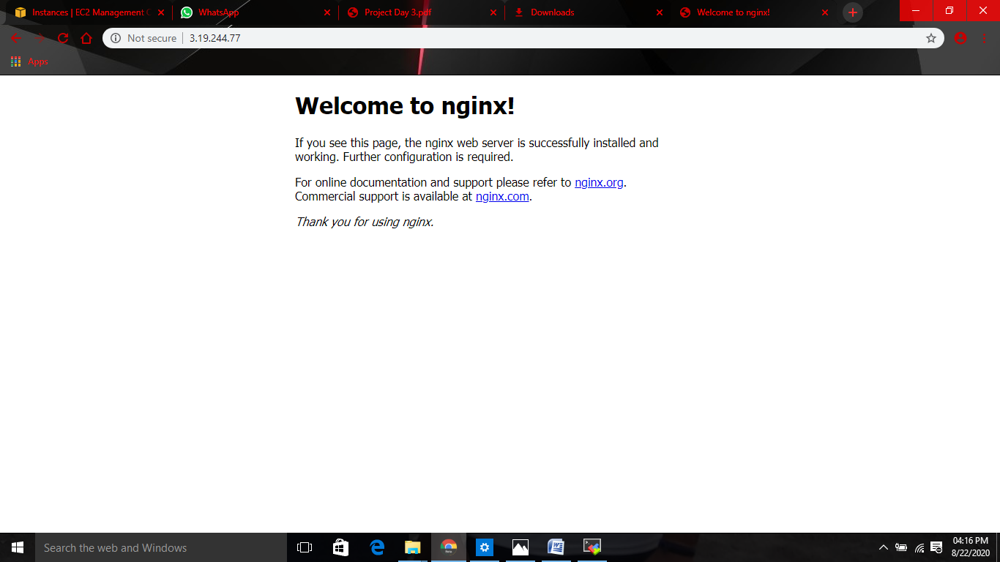 Instances | EC2 Management C
WhatsApp
Project Day 3.pdf
Downloads
Welcome to nginx!
Not secure
3.19.244.77
Apps
Welcome to nginx!
If you see this page, the nginx web server is successfully installed and
working. Further configuration is required.
For online documentation and support please refer to nginx.org.
Commercial support is available at nginx.com.
Thank you for using nginx.
Search the web and Windows
04:16 PM
8/22/2020